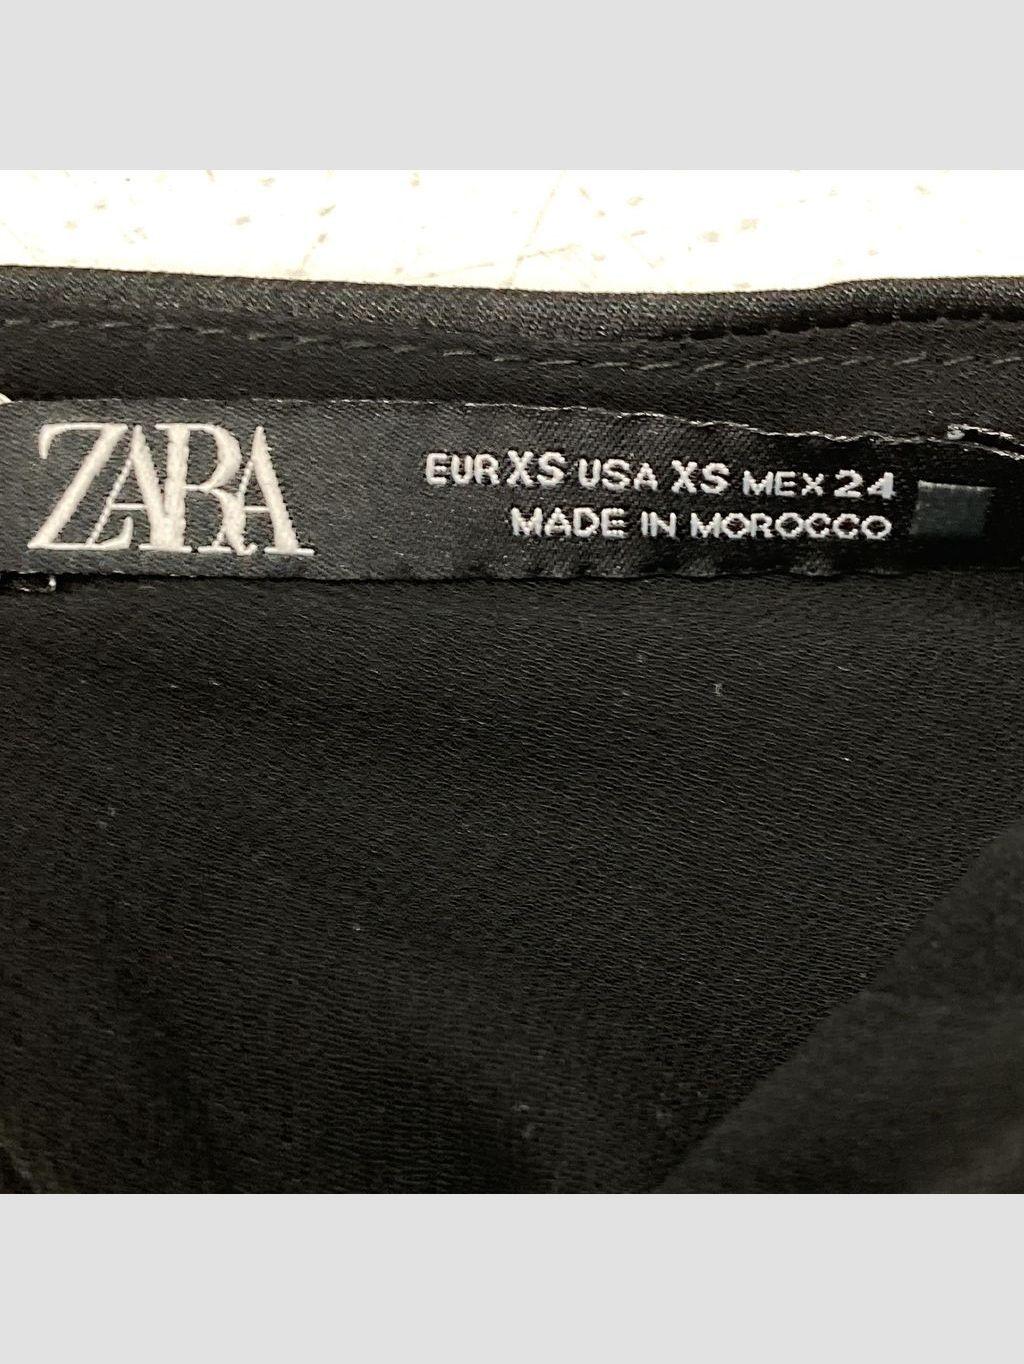 ZARA
EUR XS USA XS MEX 24
MADE IN MOROCCO